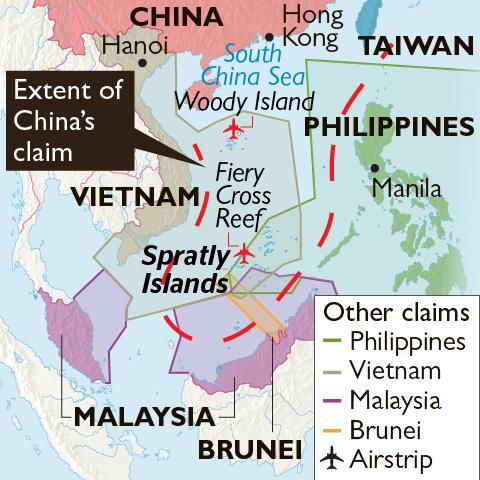 CHINA
Hong
Kong
Hanoi
TAIWAN
South
China Sea
Woody Island
Extent of
China's
claim
PHILIPPINES
Fiery
Cross
Reef
VIETNAM
Manila
Spratly
Islands
Other claims
Philippines
Vietnam
Malaysia
Brunei
Airstrip
MALAYSIA
BRUNEI